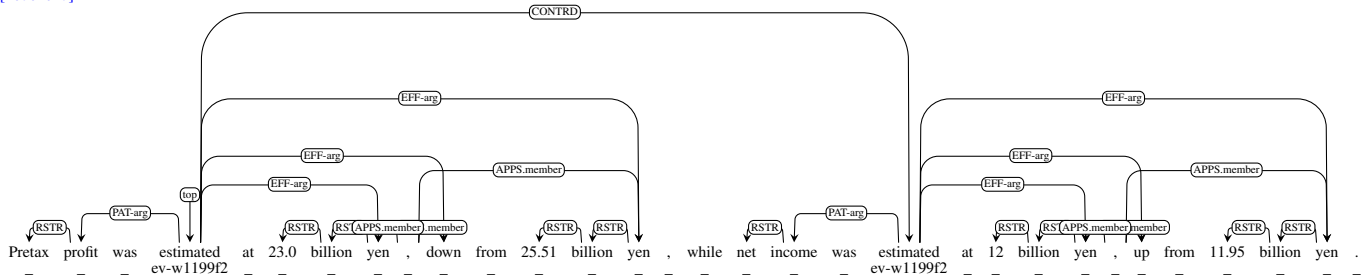 CONTRD
EFF-arg EFF-arg
EFF-arg EFF-arg
APPS.member APPS.member
top EFF-arg EFF-arg
PAT-arg PAT-arg
RSTR RSTR APPS.member .member RSTR RSTR RSTR RSTR APPS.member member RSTR RSTR
Pretax profit was estimated at 23.0 billion yen , down from 25.51 billion yen , while net income was estimated at 12 billion yen , up from 11.95 billion yen .
_ _ _ ev-w1199f2 _ _ _ _ _ _ _ _ _ _ _ _ _ _ _ ev-w1199f2 _ _ _ _ _ _ _ _ _ _ _